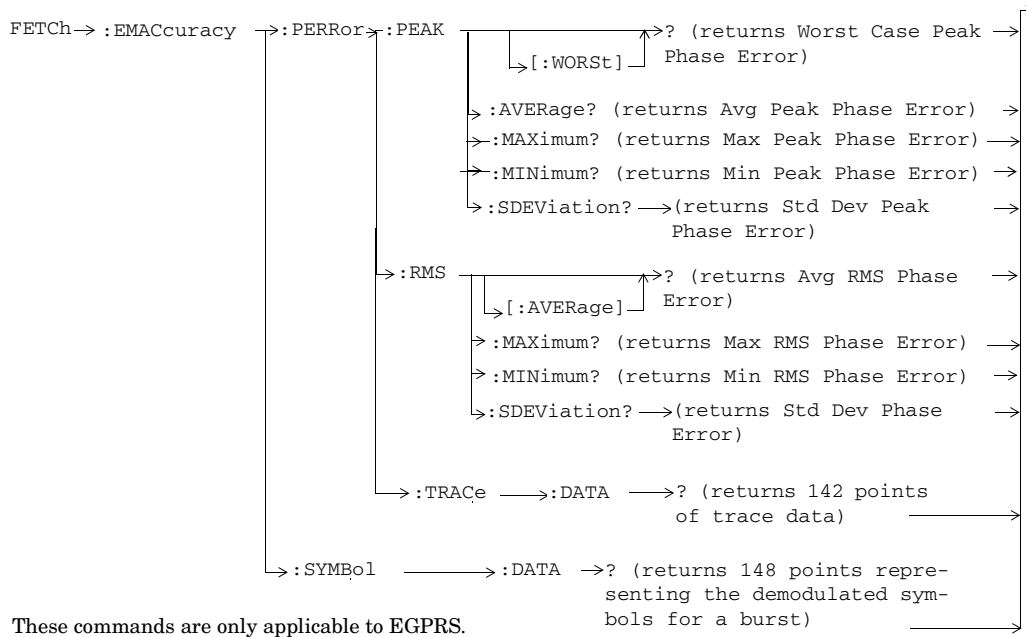 FETCh :EMACcuracy :PERRor :PEAK ? (returns Worst Case Peak
[:WORSt] Phase Error)
:AVERage? (returns Avg Peak Phase Error)
:MAXimum? (returns Max Peak Phase Error)
:MINimum? (returns Min Peak Phase Error)
:SDEViation? (returns Std Dev Peak
Phase Error)
:RMS ? (returns Avg RMS Phase
[:AVERage] Error)
:MAXimum? (returns Max RMS Phase Error)
:MINimum? (returns Min RMS Phase Error)
:SDEViation? (returns Std Dev Phase
Error)
:TRACe :DATA ? (returns 142 points
of trace data)
:SYMBol :DATA ? (returns 148 points repre-
senting the demodulated sym-
bols for a burst)
These commands are only applicable to EGPRS.